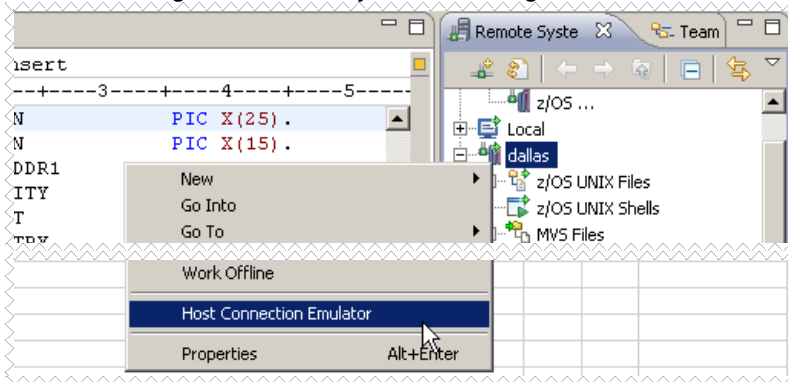 Remote Syste
Team
nsert
--+----3----+----4----+----5-----
z/OS ...
N PIC X(25).
Local
N PIC X(15).
dallas
DDR1
z/OS UNIX Files
ITY
z/OS UNIX Shells
T
MVS Files
New
Go Into
Go To
Work Offline
Host Connection Emulator
Properties Alt+Enter